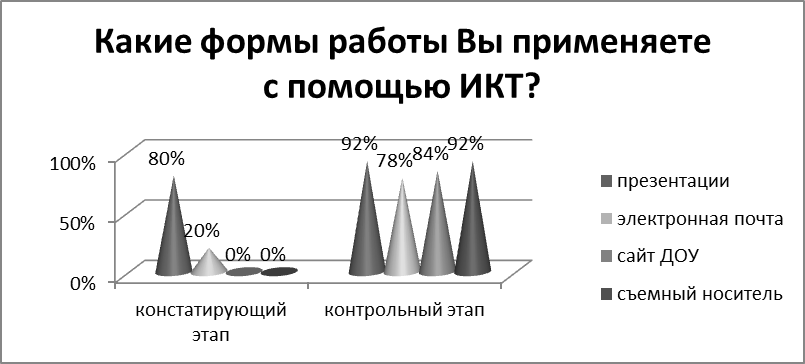 Какие формы работы Вы применяете
с помощью ИКТ?
100%
50%
0%
80%
20%
0%
0%
92%
78%
84%
92%
констатирующий
этап
контрольный этап
презентации
электронная почта
сайт ДОУ
съемный носитель